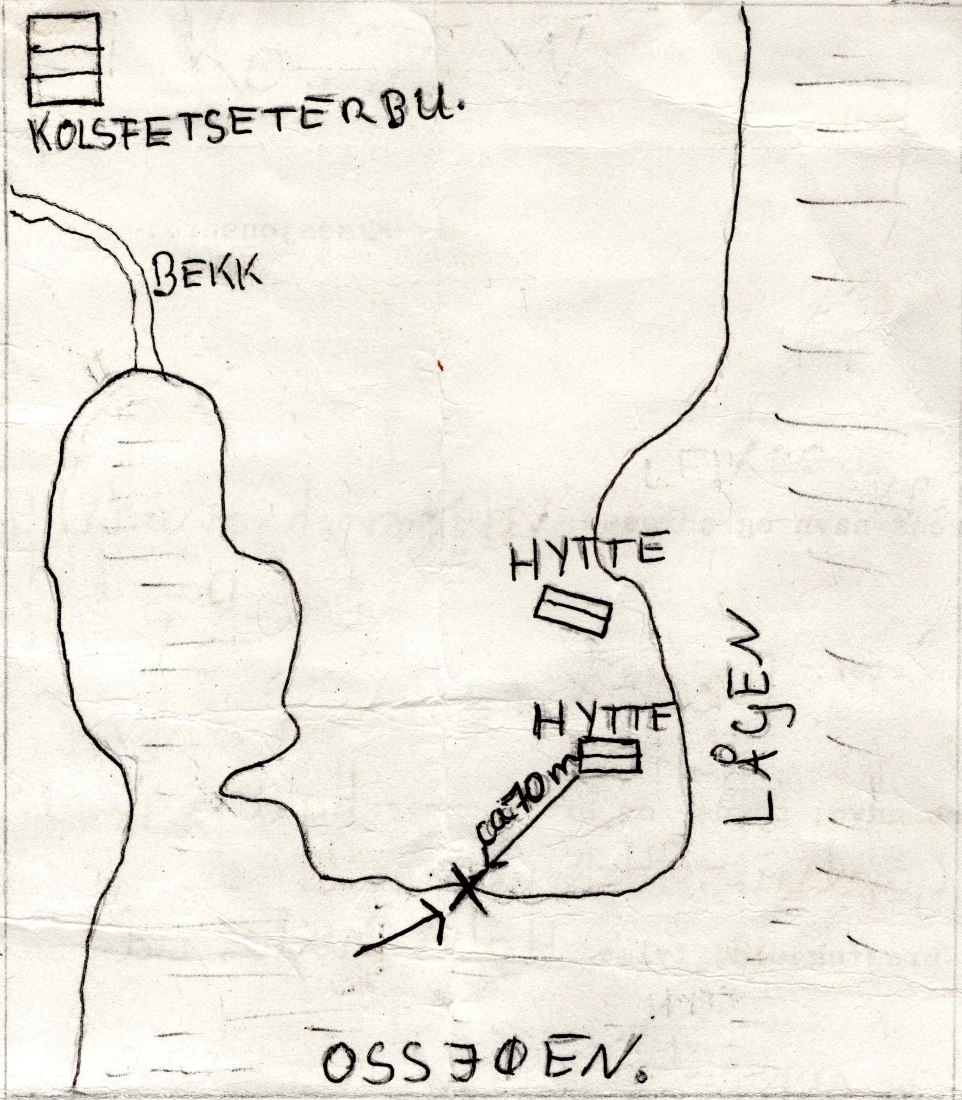 KOLSFETSETERBU.
BEKK
HYTTE
HYTTE
LÅGEN
ca 70 m
OSSJØEN.